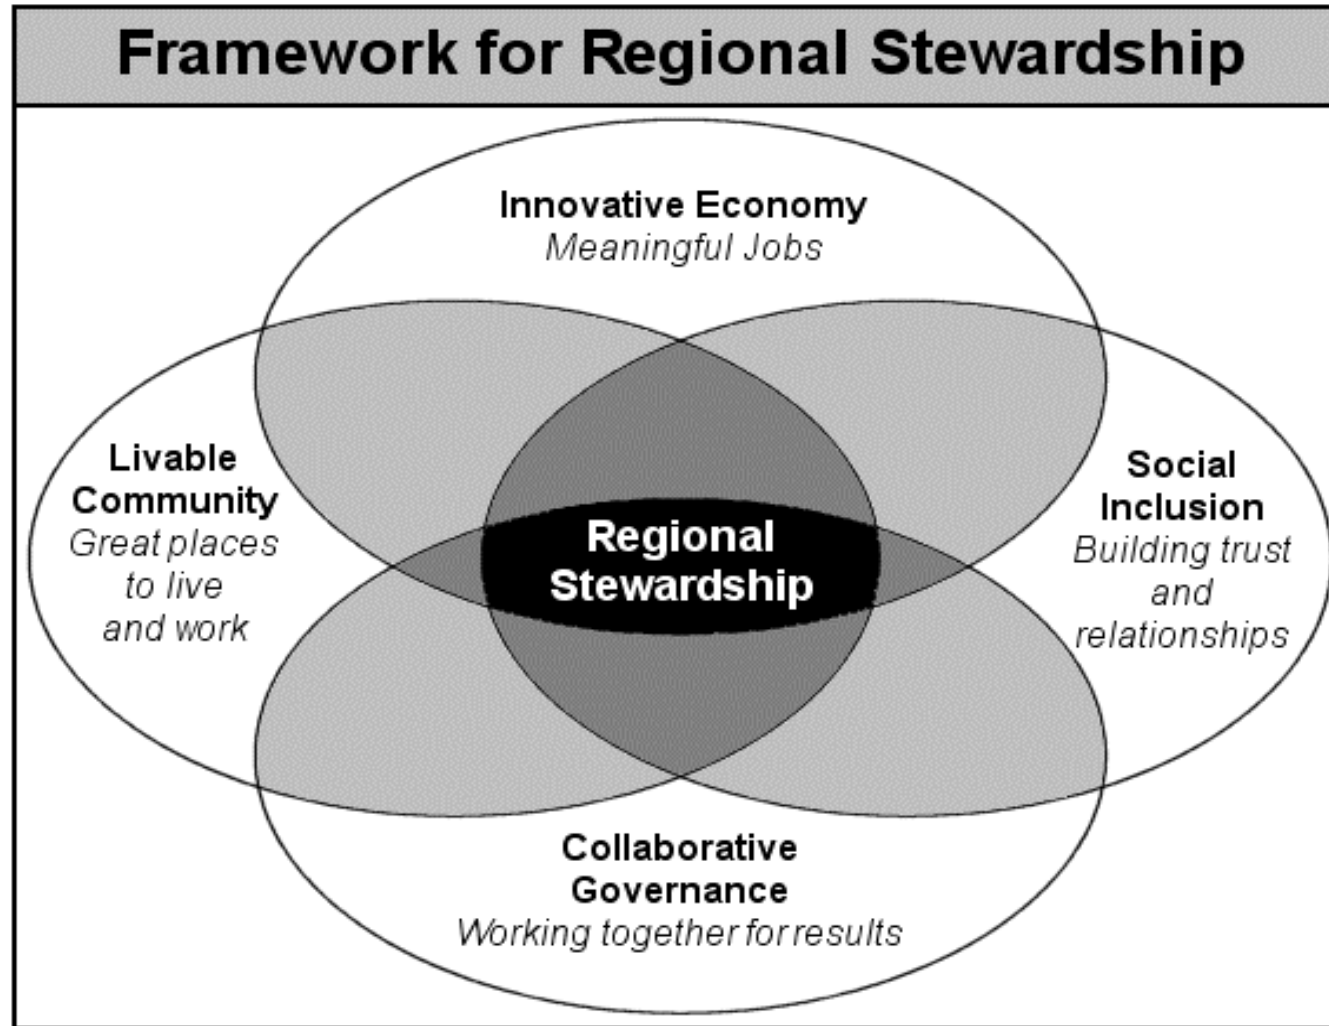 Framework for Regional Stewardship
Innovative Economy
Meaningful Jobs
Livable
Community
Great places
to live
and work
Regional
Stewardship
Social
Inclusion
Building trust
and
relationships
Collaborative
Governance
Working together for results